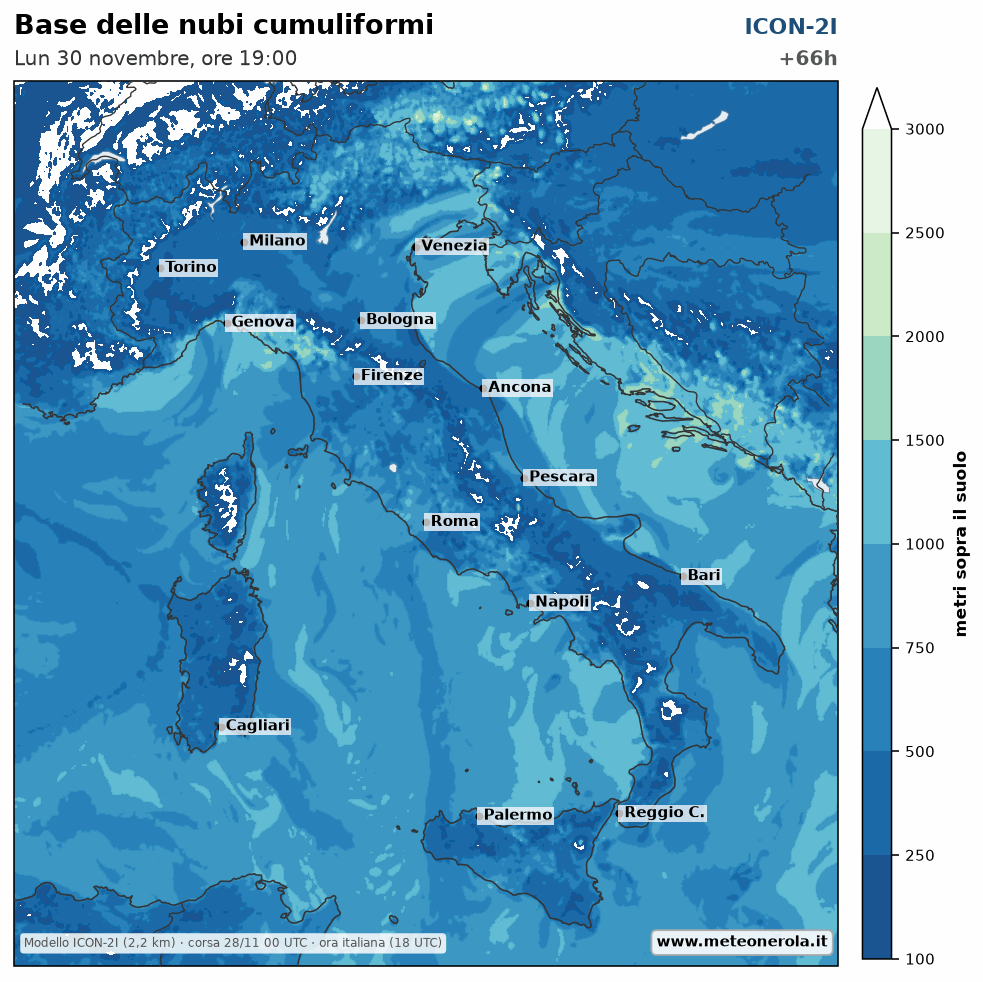 Base delle nubi cumuliformi
ICON-2I
Lun 30 novembre, ore 19:00
+66h
Milano
Venezia
Torino
Genova
Bologna
Firenze
Ancona
Pescara
Roma
Bari
Napoli
Cagliari
Palermo
Reggio C.
Modello ICON-2I (2,2 km) · corsa 28/11 00 UTC · ora italiana (18 UTC)
www.meteonerola.it
3000
2500
2000
1500
1000
750
500
250
100
metri sopra il suolo